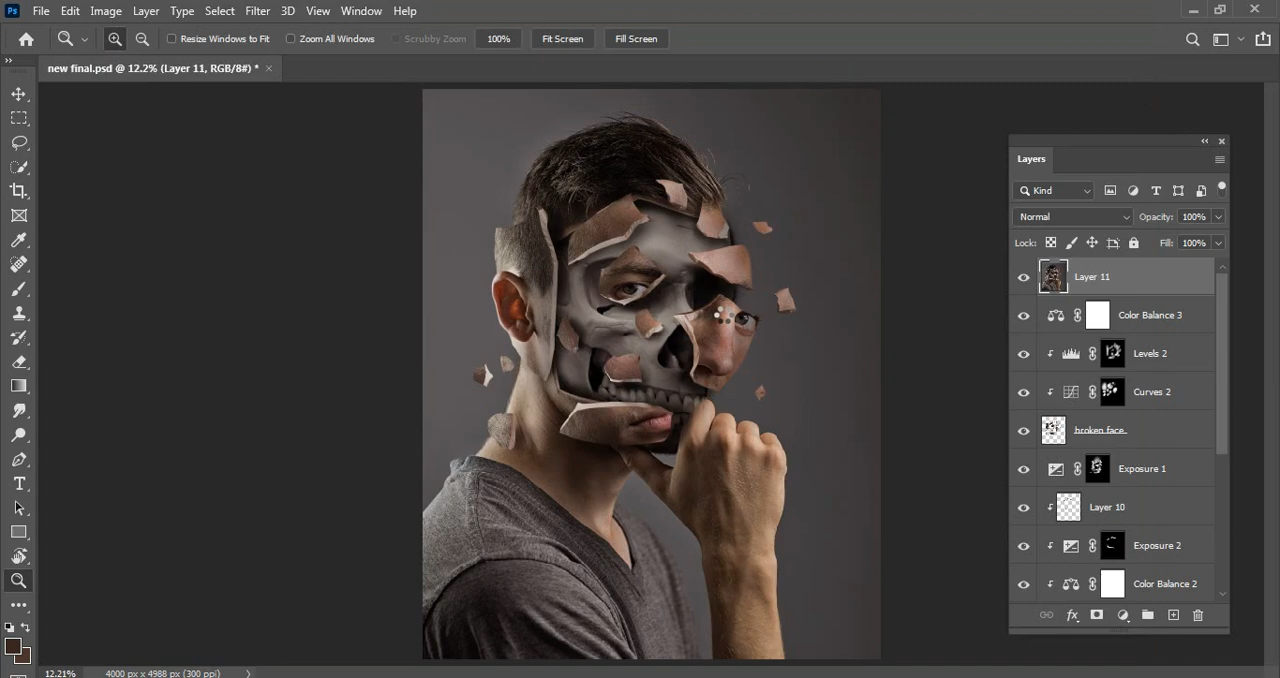 Ps File Edit Image Layer Type Select Filter 3D View Window Help
Resize Windows to Fit Zoom All Windows Scrubby Zoom 100% Fit Screen Fill Screen
new final.psd @ 12.2% (Layer 11, RGB/8#) *
Layers
Kind
Normal Opacity: 100%
Lock: Fill: 100%
Layer 11
Color Balance 3
Levels 2
Curves 2
broken face
Exposure 1
Layer 10
Exposure 2
Color Balance 2
fx
12.21% 4000 px x 4988 px (300 ppi)